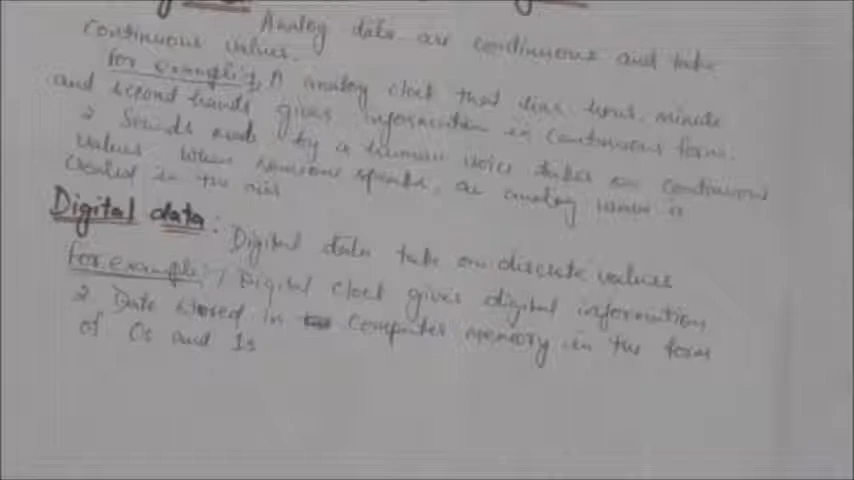 Analog data are continuous and take
continuous values.
for example: 1, A analog clock that has hour, minute
and second hands gives information in continuous form.
2 Sounds made by a human voice takes on continuous
values when someone speaks, an analog wave is
created in the air
Digital data: Digital data take on discrete values
for example: 1 Digital clock gives digital information
2. Data stored in computer memory in the form
of 0s and 1s